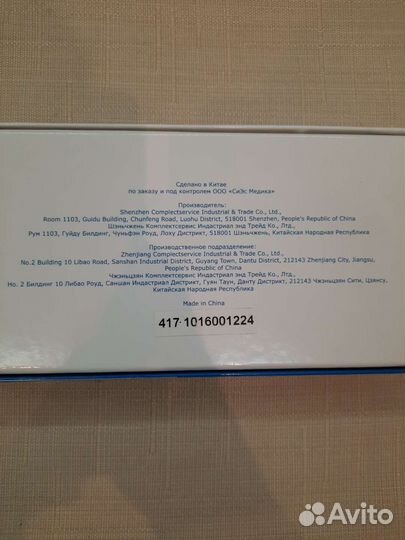 Сделано в Китае
по заказу и под контролем ООО «СиЭс Медика»
Производитель:
Shenzhen Complectservice Industrial & Trade Co., Ltd.,
Room 1103, Guidu Building, Chunfeng Road, Luohu District, 518001 Shenzhen, People's Republic of China
Шэньчжень Комплектсервис Индастриал энд Трейд Ко., Лтд.,
Рум 1103, Гуйду Билдинг, Чуньфэн Роуд, Лоху Дистрикт, 518001 Шэньчжень, Китайская Народная Республика
Производственное подразделение:
ZhenJiang Complectservice Industrial & Trade Co., Ltd.,
No.2 Building 10 Libao Road, Sanshan Industrial District, Guyang Town, Dantu District, 212143 ZhenJiang City, Jiangsu,
People's Republic of China
Чжэньцзян Комплектсервис Индастриал энд Трейд Ко., Лтд.,
Но. 2 Билдинг 10 Либао Роуд, Саншан Индастриал Дистрикт, Гуян Таун, Данту Дистрикт, 212143 Чжэньцзян Сити, Цзянсу,
Китайская Народная Республика
Made in China
417 1016001224
Avito